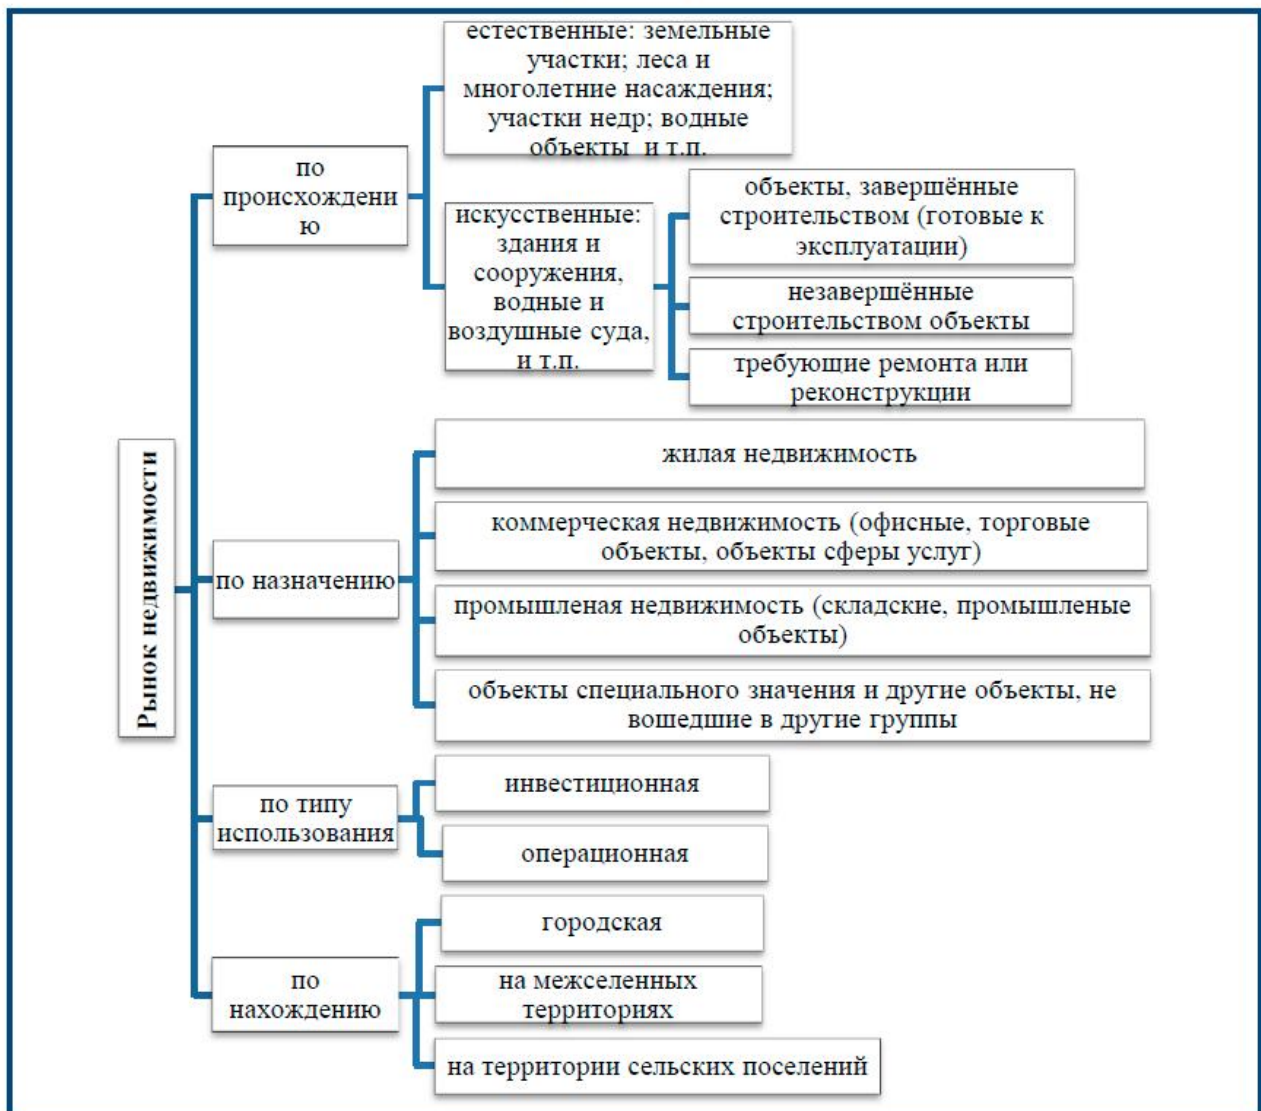 естественные: земельные
участки; леса и
многолетние насаждения;
участки недр; водные
объекты и т.п.
по
происхождени
ю
искусственные:
здания и
сооружения,
водные и
воздушные суда,
и т.п.
объекты, завершённые
строительством (готовые к
эксплуатации)
незавершённые
строительством объекты
требующие ремонта или
реконструкции
Рынок недвижимости
по назначению
жилая недвижимость
коммерческая недвижимость (офисные, торговые
объекты, объекты сферы услуг)
промышленая недвижимость (складские, промышленые
объекты)
объекты специального значения и другие объекты, не
вошедшие в другие группы
по типу
использования
инвестиционная
операционная
по
нахождению
городская
на межселенных
территориях
на территории сельских поселений